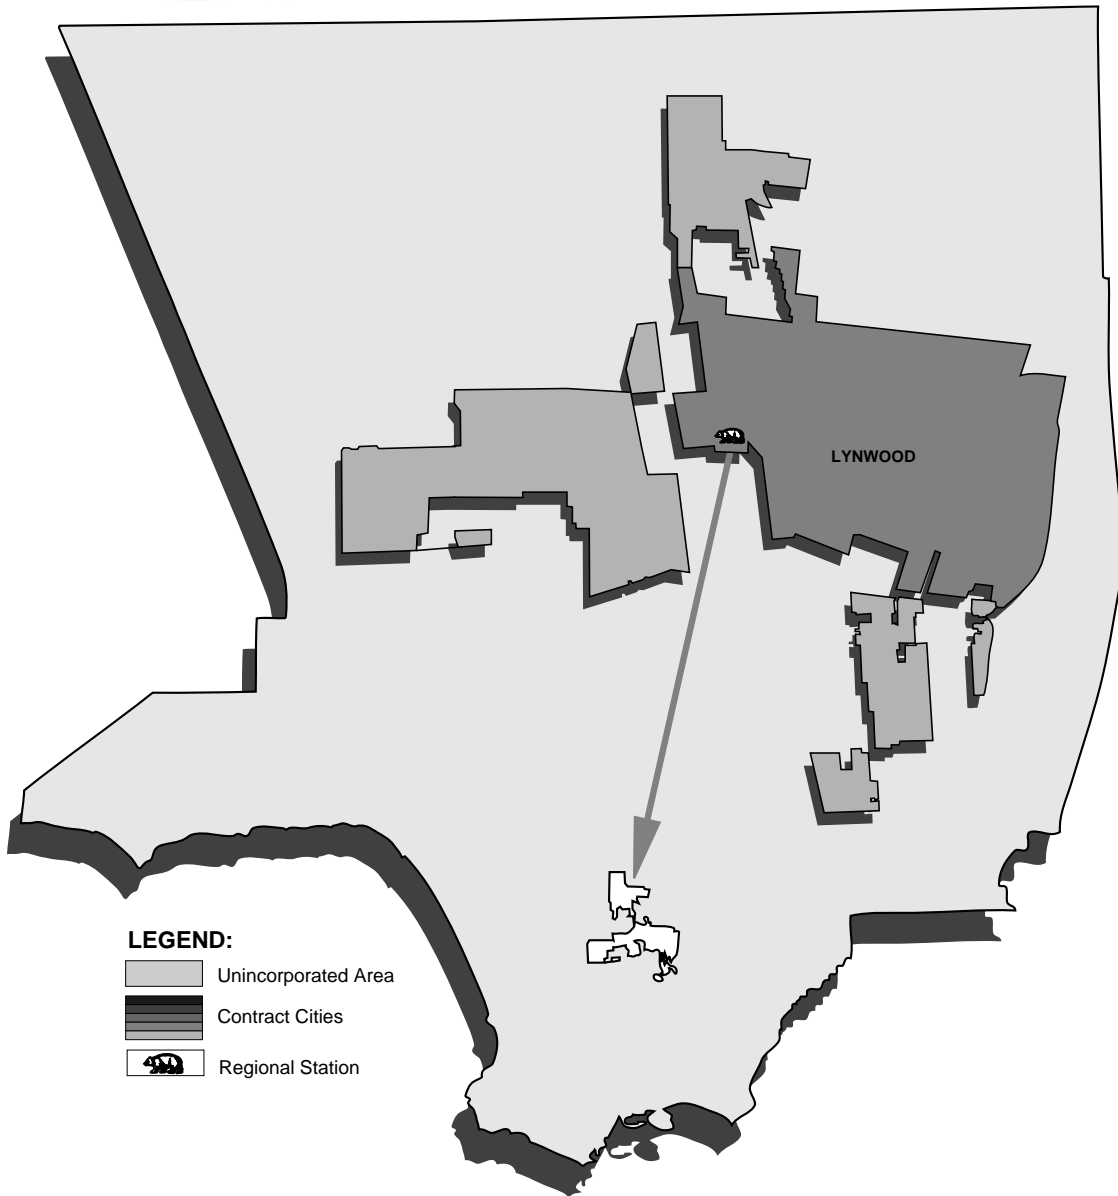 LYNWOOD
LEGEND:
Unincorporated Area
Contract Cities
Regional Station